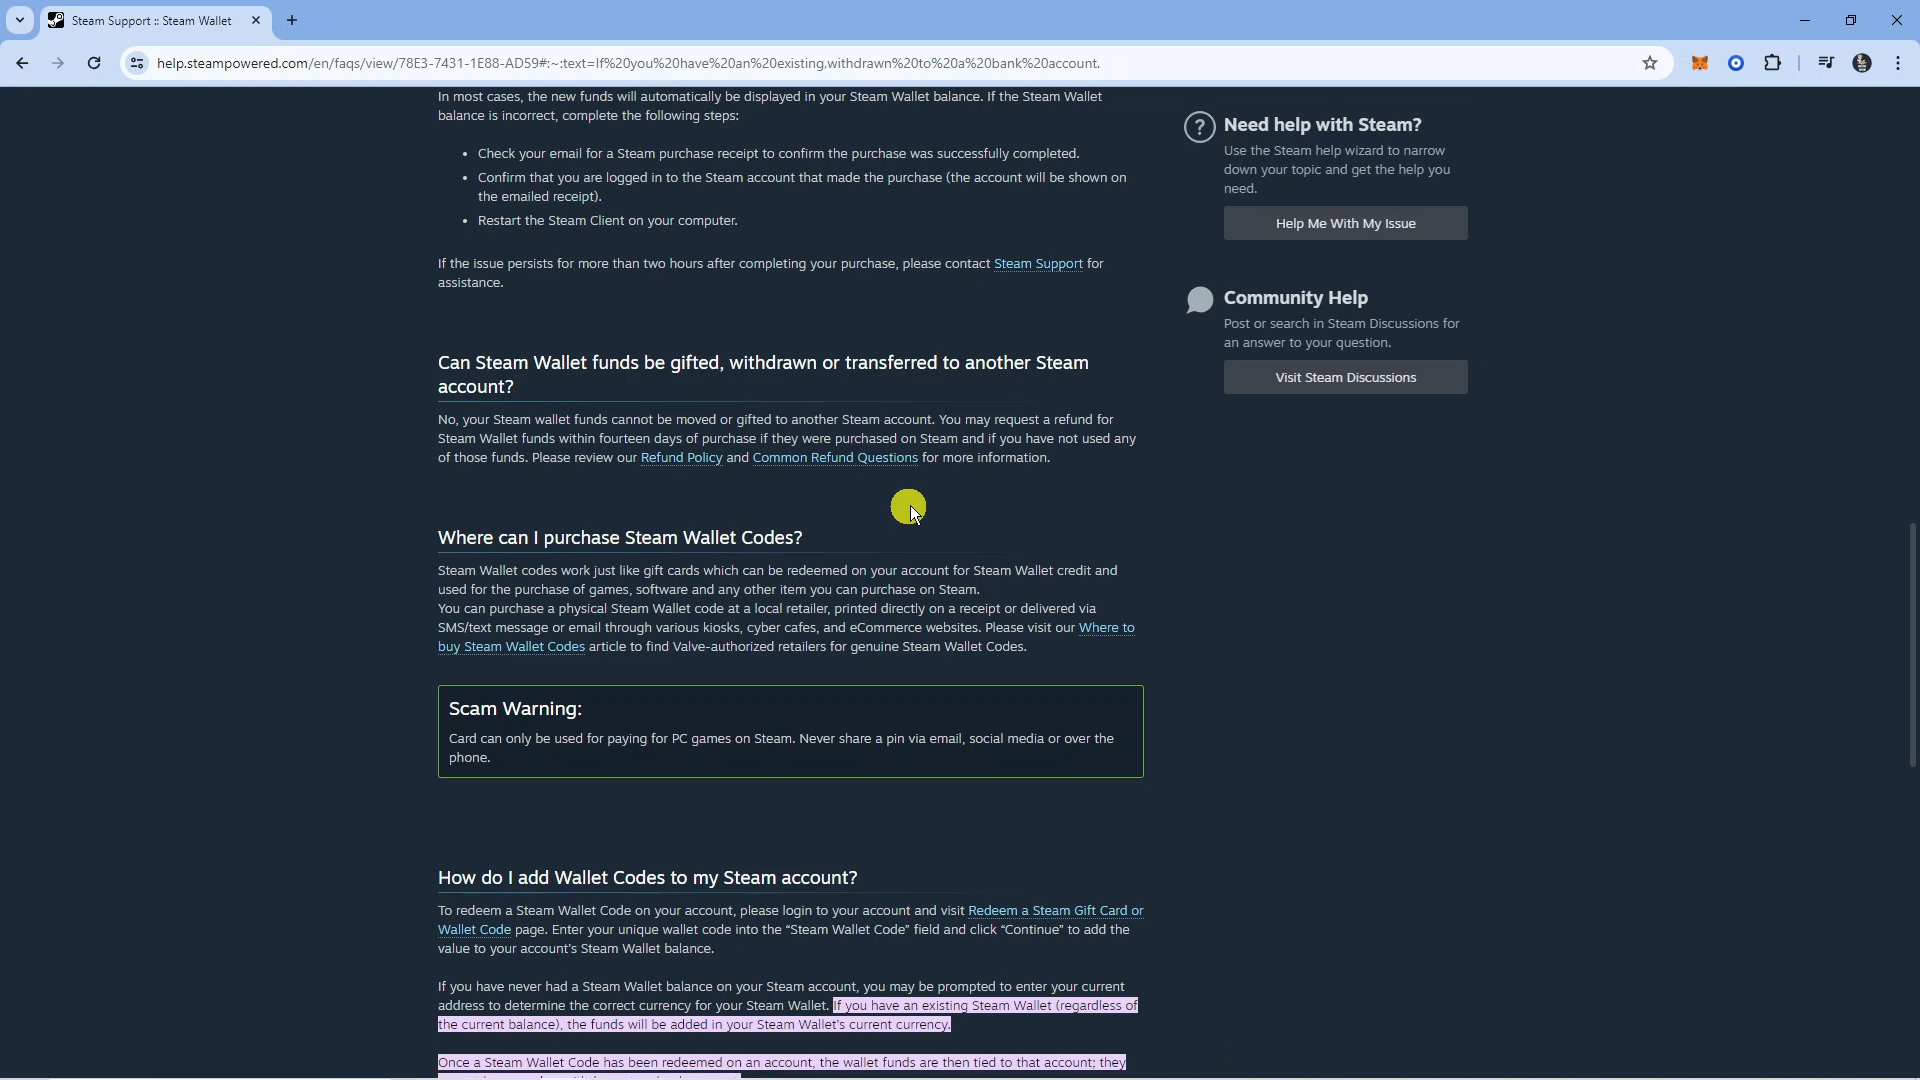 Steam Support :: Steam Wallet
help.steampowered.com/en/faqs/view/78E3-7431-1E88-AD59#:~:text=If%20you%20have%20an%20existing,withdrawn%20to%20a%20bank%20account.
In most cases, the new funds will automatically be displayed in your Steam Wallet balance. If the Steam Wallet
balance is incorrect, complete the following steps:
• Check your email for a Steam purchase receipt to confirm the purchase was successfully completed.
• Confirm that you are logged in to the Steam account that made the purchase (the account will be shown on
the emailed receipt).
• Restart the Steam Client on your computer.
If the issue persists for more than two hours after completing your purchase, please contact Steam Support for
assistance.
Can Steam Wallet funds be gifted, withdrawn or transferred to another Steam
account?
No, your Steam wallet funds cannot be moved or gifted to another Steam account. You may request a refund for
Steam Wallet funds within fourteen days of purchase if they were purchased on Steam and if you have not used any
of those funds. Please review our Refund Policy and Common Refund Questions for more information.
Where can I purchase Steam Wallet Codes?
Steam Wallet codes work just like gift cards which can be redeemed on your account for Steam Wallet credit and
used for the purchase of games, software and any other item you can purchase on Steam.
You can purchase a physical Steam Wallet code at a local retailer, printed directly on a receipt or delivered via
SMS/text message or email through various kiosks, cyber cafes, and eCommerce websites. Please visit our Where to
buy Steam Wallet Codes article to find Valve-authorized retailers for genuine Steam Wallet Codes.
Scam Warning:
Card can only be used for paying for PC games on Steam. Never share a pin via email, social media or over the
phone.
How do I add Wallet Codes to my Steam account?
To redeem a Steam Wallet Code on your account, please login to your account and visit Redeem a Steam Gift Card or
Wallet Code page. Enter your unique wallet code into the “Steam Wallet Code” field and click “Continue” to add the
value to your account’s Steam Wallet balance.
If you have never had a Steam Wallet balance on your Steam account, you may be prompted to enter your current
address to determine the correct currency for your Steam Wallet. If you have an existing Steam Wallet (regardless of
the current balance), the funds will be added in your Steam Wallet’s current currency.
Once a Steam Wallet Code has been redeemed on an account, the wallet funds are then tied to that account; they
? Need help with Steam?
Use the Steam help wizard to narrow
down your topic and get the help you
need.
Help Me With My Issue
Community Help
Post or search in Steam Discussions for
an answer to your question.
Visit Steam Discussions